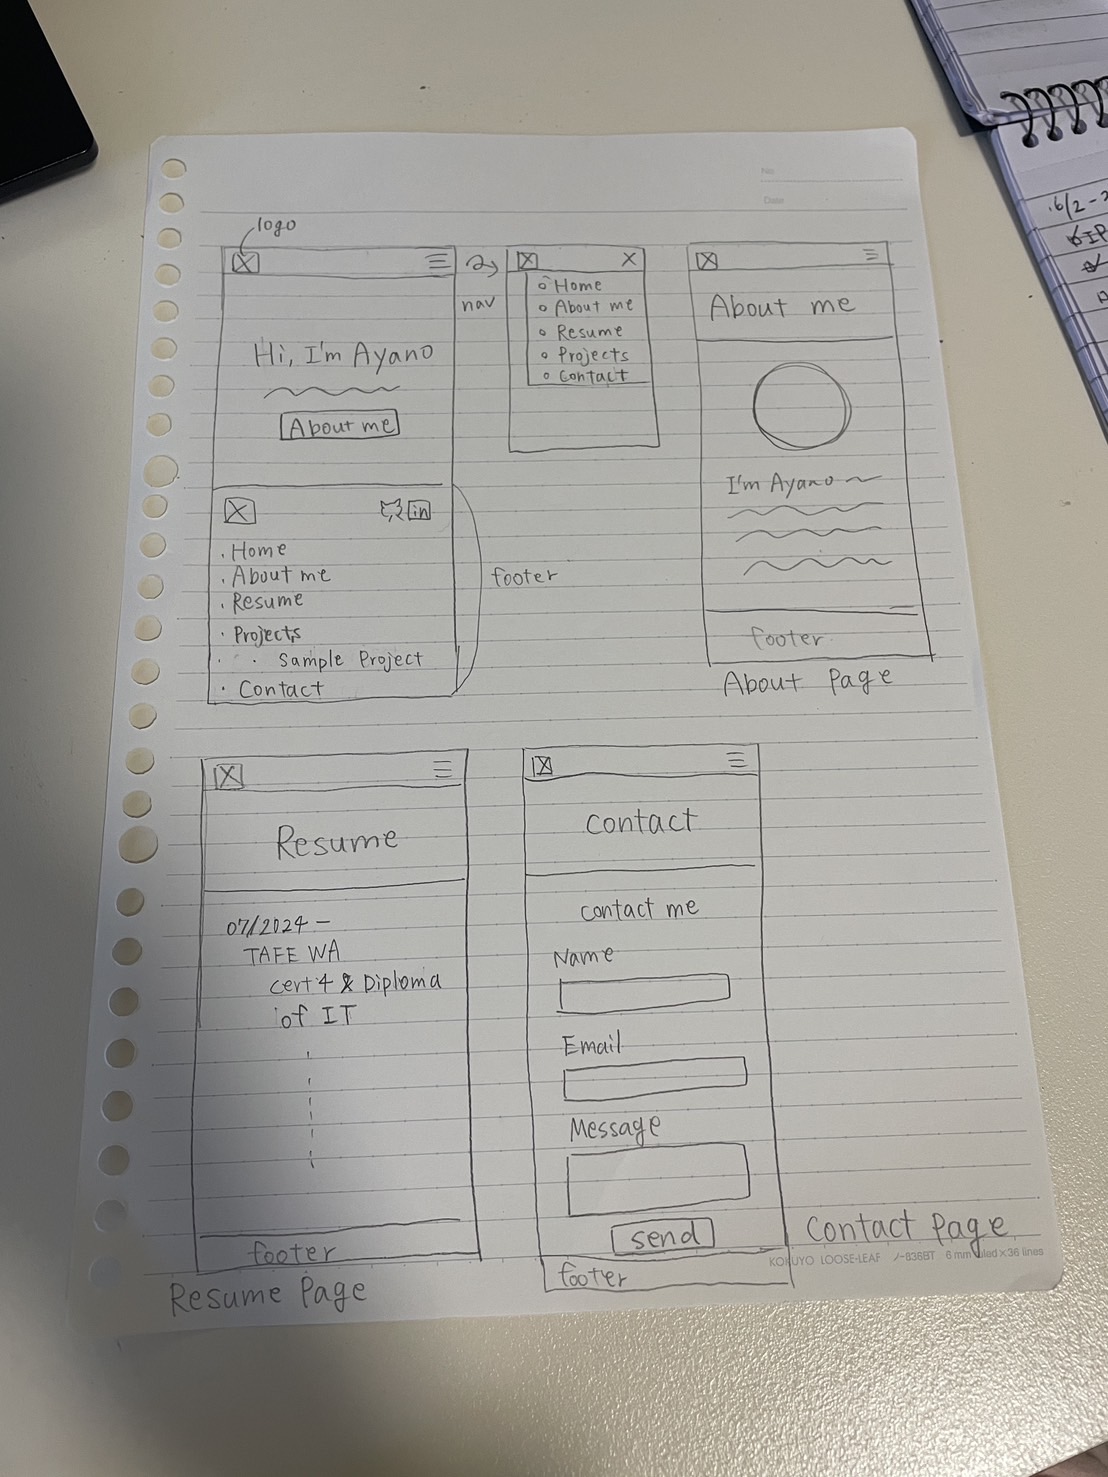 No.
Date
logo
Hi, I'm Ayano
About me
nav
Home
About me
Resume
Projects
Contact
About me
I'm Ayano
footer
About Page
in
Home
About me
Resume
Projects
Sample Project
Contact
footer
Resume
07/2024 -
TAFE WA
cert 4 & Diploma
of IT
footer
Resume Page
contact
contact me
Name
Email
Message
send
footer
Contact Page
KOKUYO LOOSE-LEAF ノ-836BT 6 mm ruled×36 lines